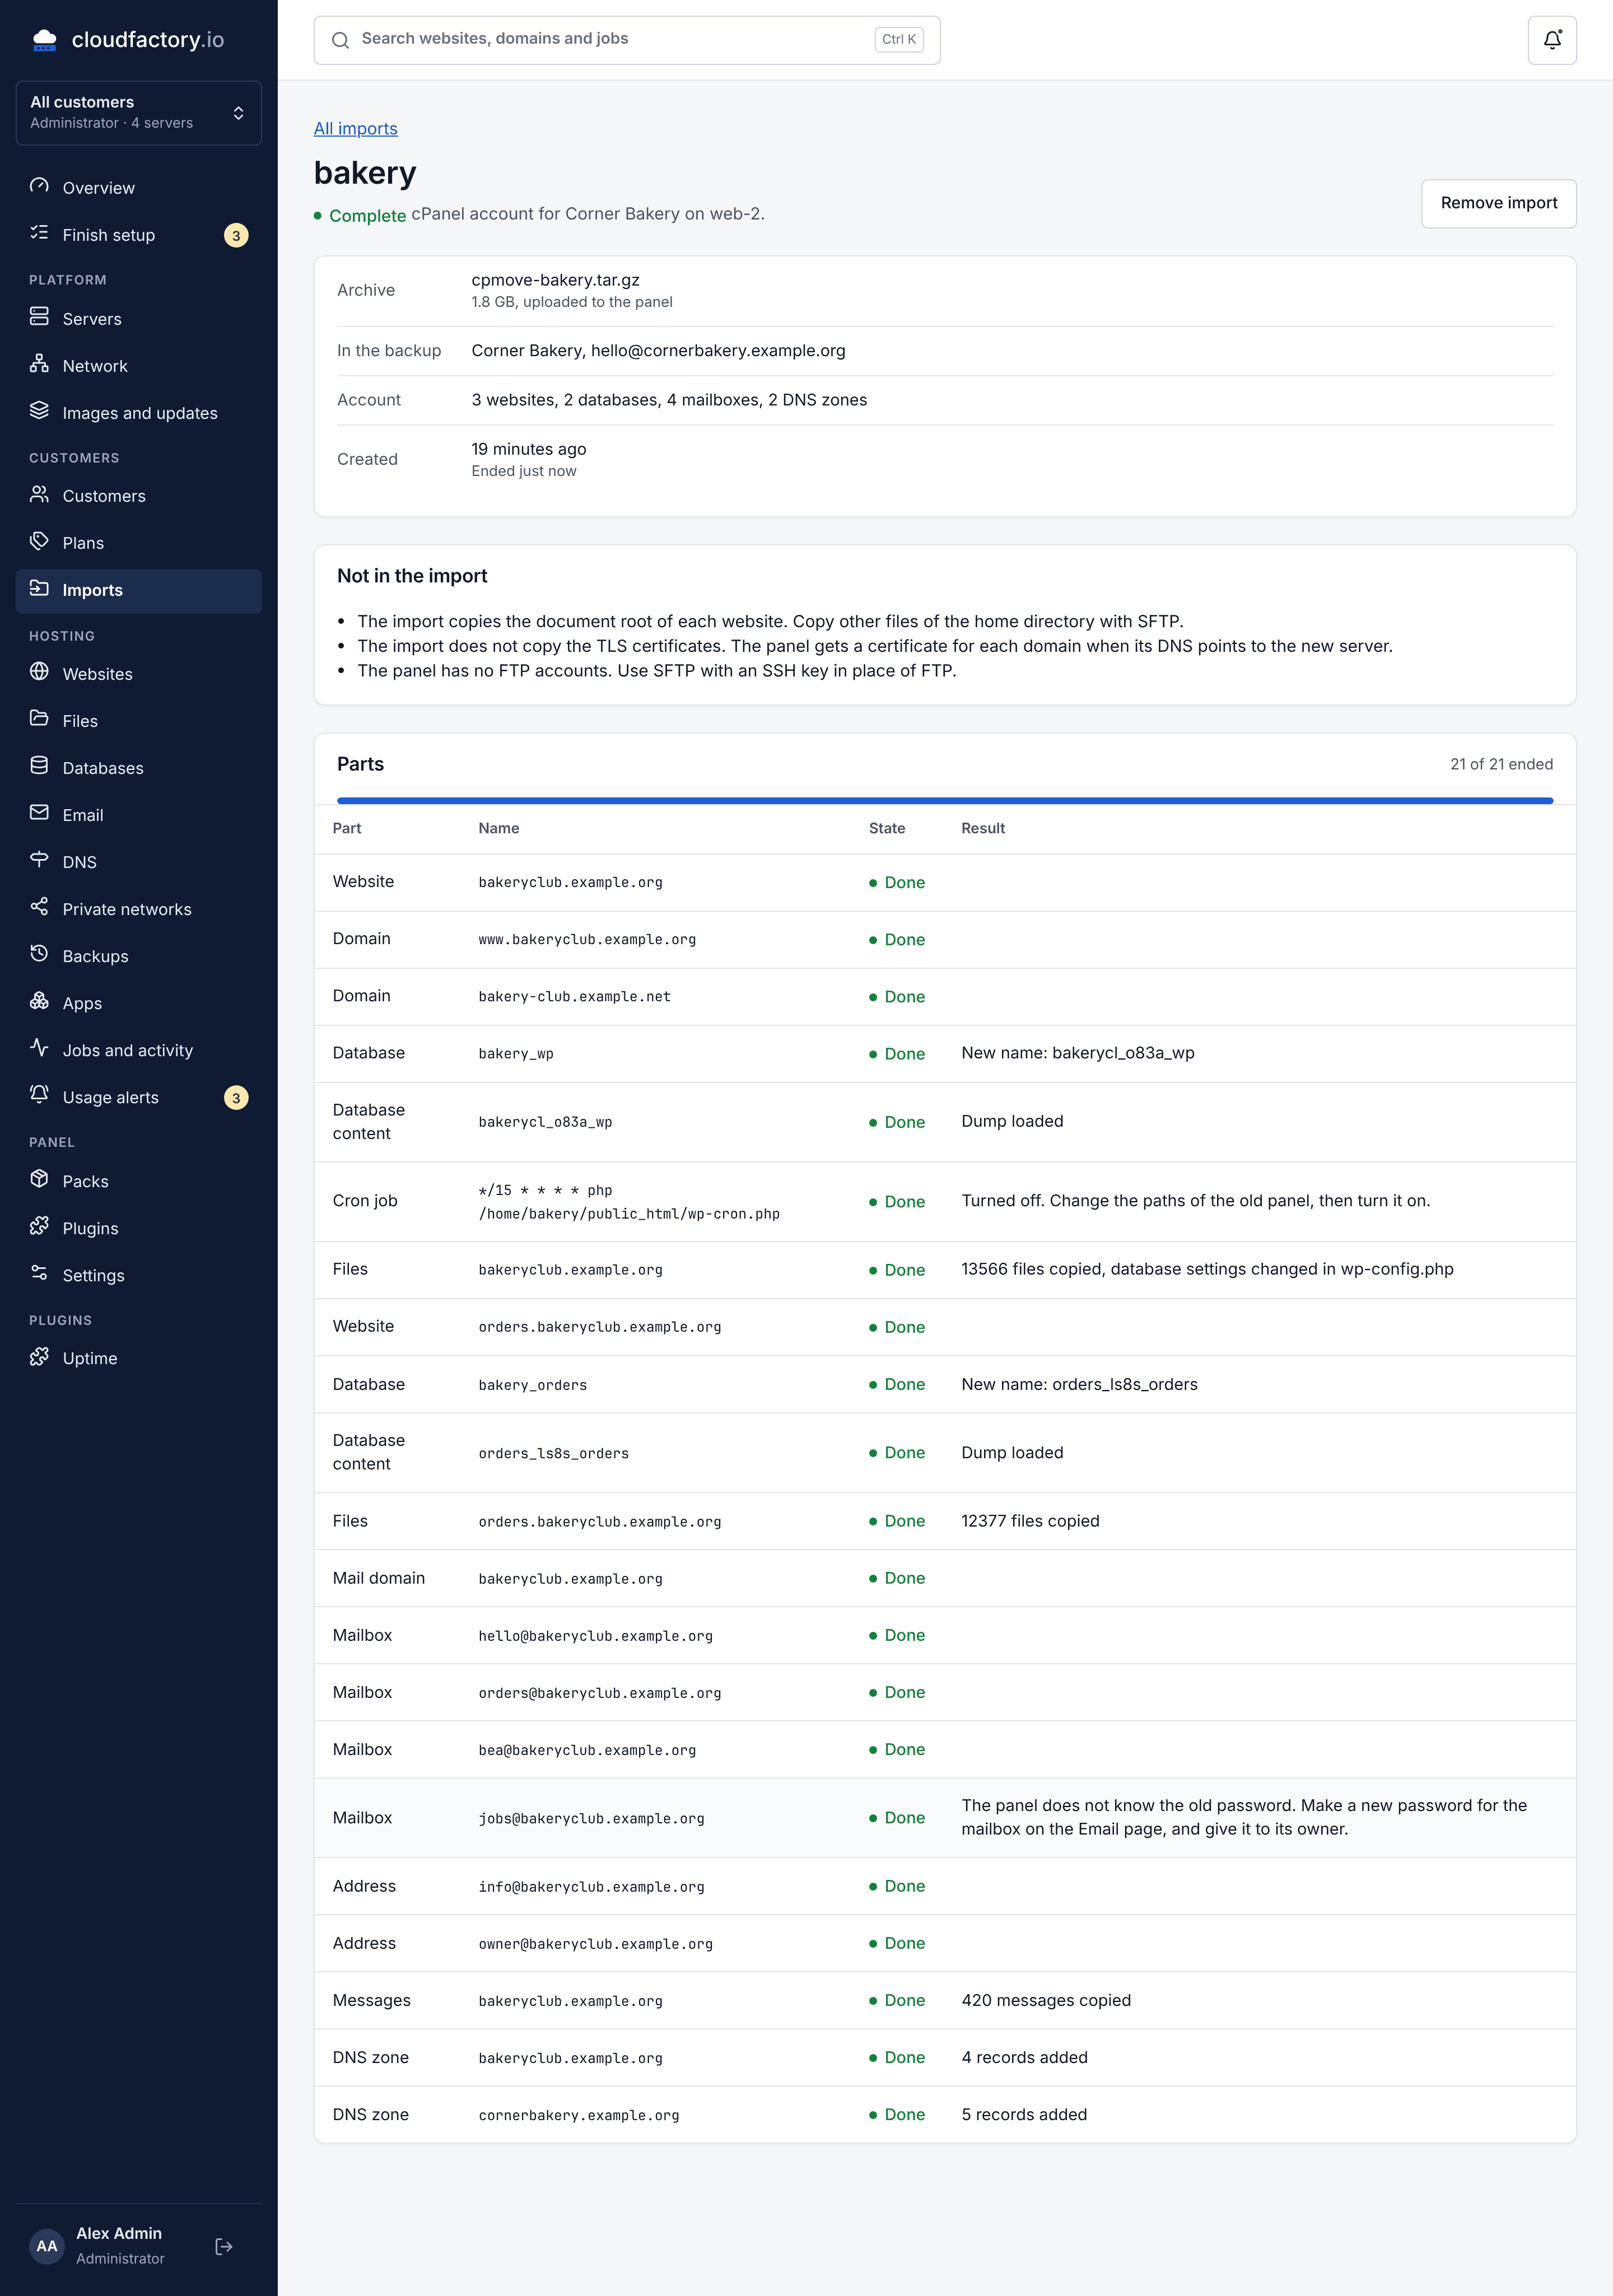 cloudfactory.io
Search websites, domains and jobs
Ctrl K
All customers
Administrator · 4 servers
Overview
Finish setup
3
PLATFORM
Servers
Network
Images and updates
CUSTOMERS
Customers
Plans
Imports
HOSTING
Websites
Files
Databases
Email
DNS
Private networks
Backups
Apps
Jobs and activity
Usage alerts
3
PANEL
Packs
Plugins
Settings
PLUGINS
Uptime
AA
Alex Admin
Administrator
All imports
bakery
Complete cPanel account for Corner Bakery on web-2.
Remove import
Archive
cpmove-bakery.tar.gz
1.8 GB, uploaded to the panel
In the backup
Corner Bakery, hello@cornerbakery.example.org
Account
3 websites, 2 databases, 4 mailboxes, 2 DNS zones
Created
19 minutes ago
Ended just now
Not in the import
• The import copies the document root of each website. Copy other files of the home directory with SFTP.
• The import does not copy the TLS certificates. The panel gets a certificate for each domain when its DNS points to the new server.
• The panel has no FTP accounts. Use SFTP with an SSH key in place of FTP.
Parts
21 of 21 ended
Part Name State Result
Website bakeryclub.example.org Done
Domain www.bakeryclub.example.org Done
Domain bakery-club.example.net Done
Database bakery_wp Done New name: bakerycl_o83a_wp
Database content bakerycl_o83a_wp Done Dump loaded
Cron job */15 * * * * php /home/bakery/public_html/wp-cron.php Done Turned off. Change the paths of the old panel, then turn it on.
Files bakeryclub.example.org Done 13566 files copied, database settings changed in wp-config.php
Website orders.bakeryclub.example.org Done
Database bakery_orders Done New name: orders_ls8s_orders
Database content orders_ls8s_orders Done Dump loaded
Files orders.bakeryclub.example.org Done 12377 files copied
Mail domain bakeryclub.example.org Done
Mailbox hello@bakeryclub.example.org Done
Mailbox orders@bakeryclub.example.org Done
Mailbox bea@bakeryclub.example.org Done
Mailbox jobs@bakeryclub.example.org Done The panel does not know the old password. Make a new password for the mailbox on the Email page, and give it to its owner.
Address info@bakeryclub.example.org Done
Address owner@bakeryclub.example.org Done
Messages bakeryclub.example.org Done 420 messages copied
DNS zone bakeryclub.example.org Done 4 records added
DNS zone cornerbakery.example.org Done 5 records added